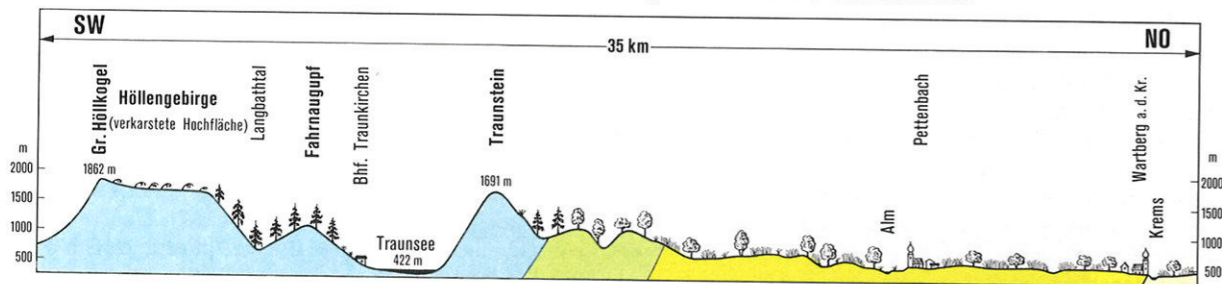 SW
NO
35 km
Gr. Höllkogel
Höllengebirge
(verkarstete Hochfläche)
Langbathtal
Fahrnaugupf
Bhf. Traunkirchen
Traunstein
Pettenbach
Wartberg a. d. Kr.
m
2000
1500
1000
500
1862 m
Traunsee
422 m
1691 m
Alm
Krems
m
2000
1500
1000
500